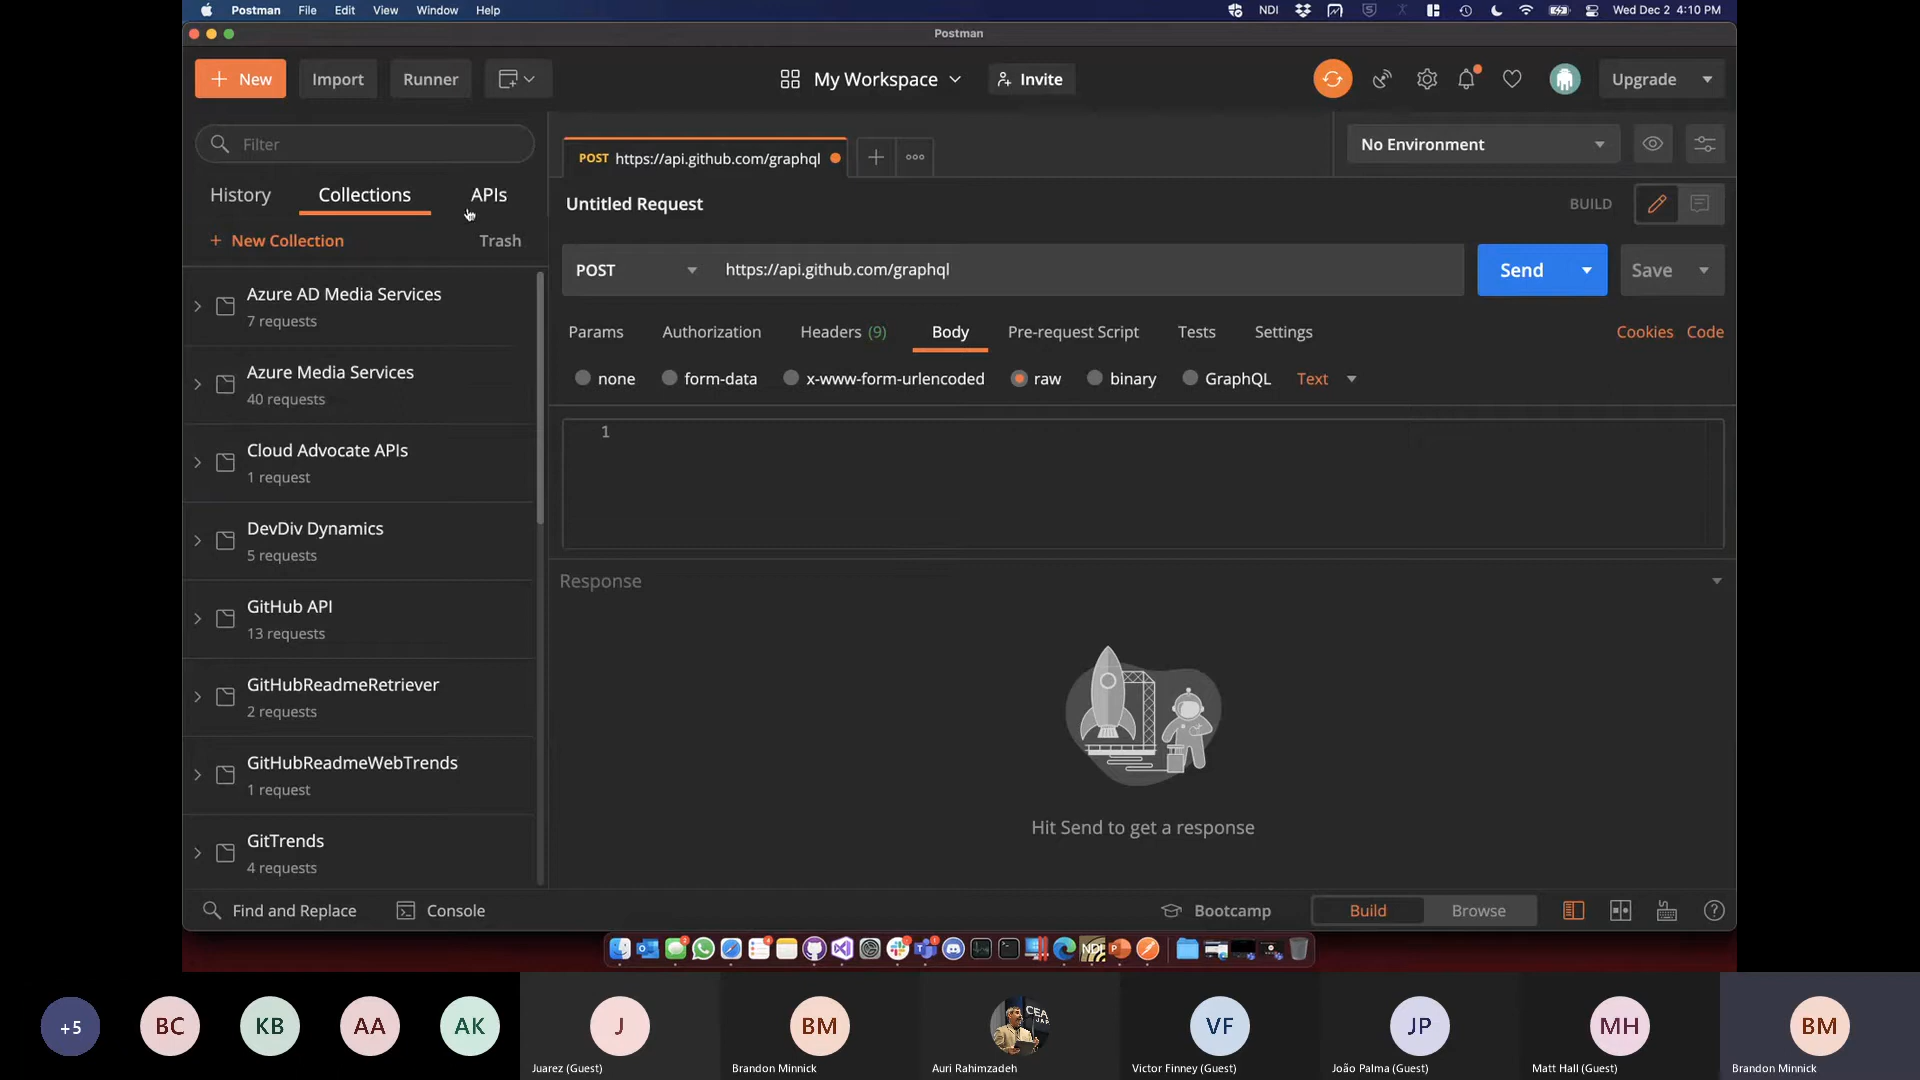 Postman File Edit View Window Help
NDI
Wed Dec 2 4:10 PM
Postman
New Import Runner
My Workspace
Invite
Upgrade
Filter
POST https://api.github.com/graphql
No Environment
History Collections APIs
Untitled Request
BUILD
+ New Collection
Trash
POST
https://api.github.com/graphql
Send
Save
Azure AD Media Services
7 requests
Params Authorization Headers (9) Body Pre-request Script Tests Settings
Cookies Code
Azure Media Services
40 requests
none form-data x-www-form-urlencoded raw binary GraphQL Text
1
Cloud Advocate APIs
1 request
DevDiv Dynamics
5 requests
Response
GitHub API
13 requests
GitHubReadmeRetriever
2 requests
GitHubReadmeWebTrends
1 request
Hit Send to get a response
GitTrends
4 requests
Find and Replace
Console
Bootcamp
Build
Browse
NDI
+5
BC
KB
AA
AK
J
BM
CEA
VF
JP
MH
BM
Juarez (Guest)
Brandon Minnick
Auri Rahimzadeh
Victor Finney (Guest)
João Palma (Guest)
Matt Hall (Guest)
Brandon Minnick